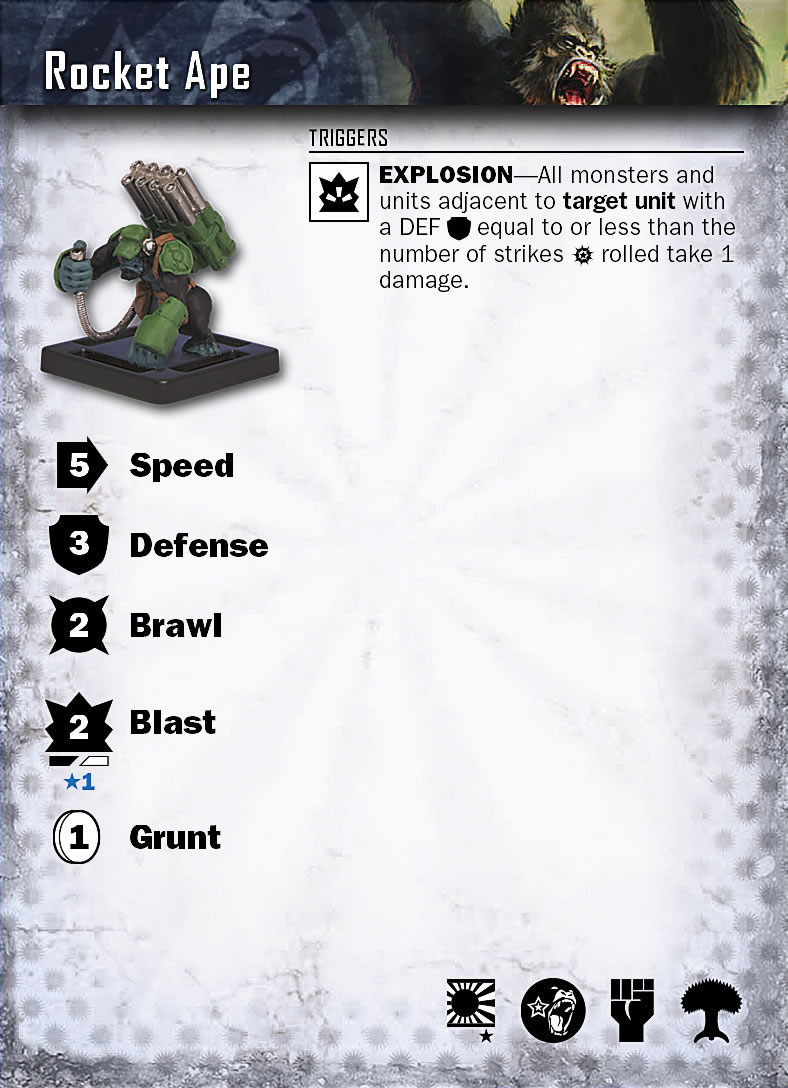 Rocket Ape
TRIGGERS
EXPLOSION—All monsters and
units adjacent to target unit with
a DEF equal to or less than the
number of strikes rolled take 1
damage.
5 Speed
3 Defense
2 Brawl
2 Blast
★1
1 Grunt